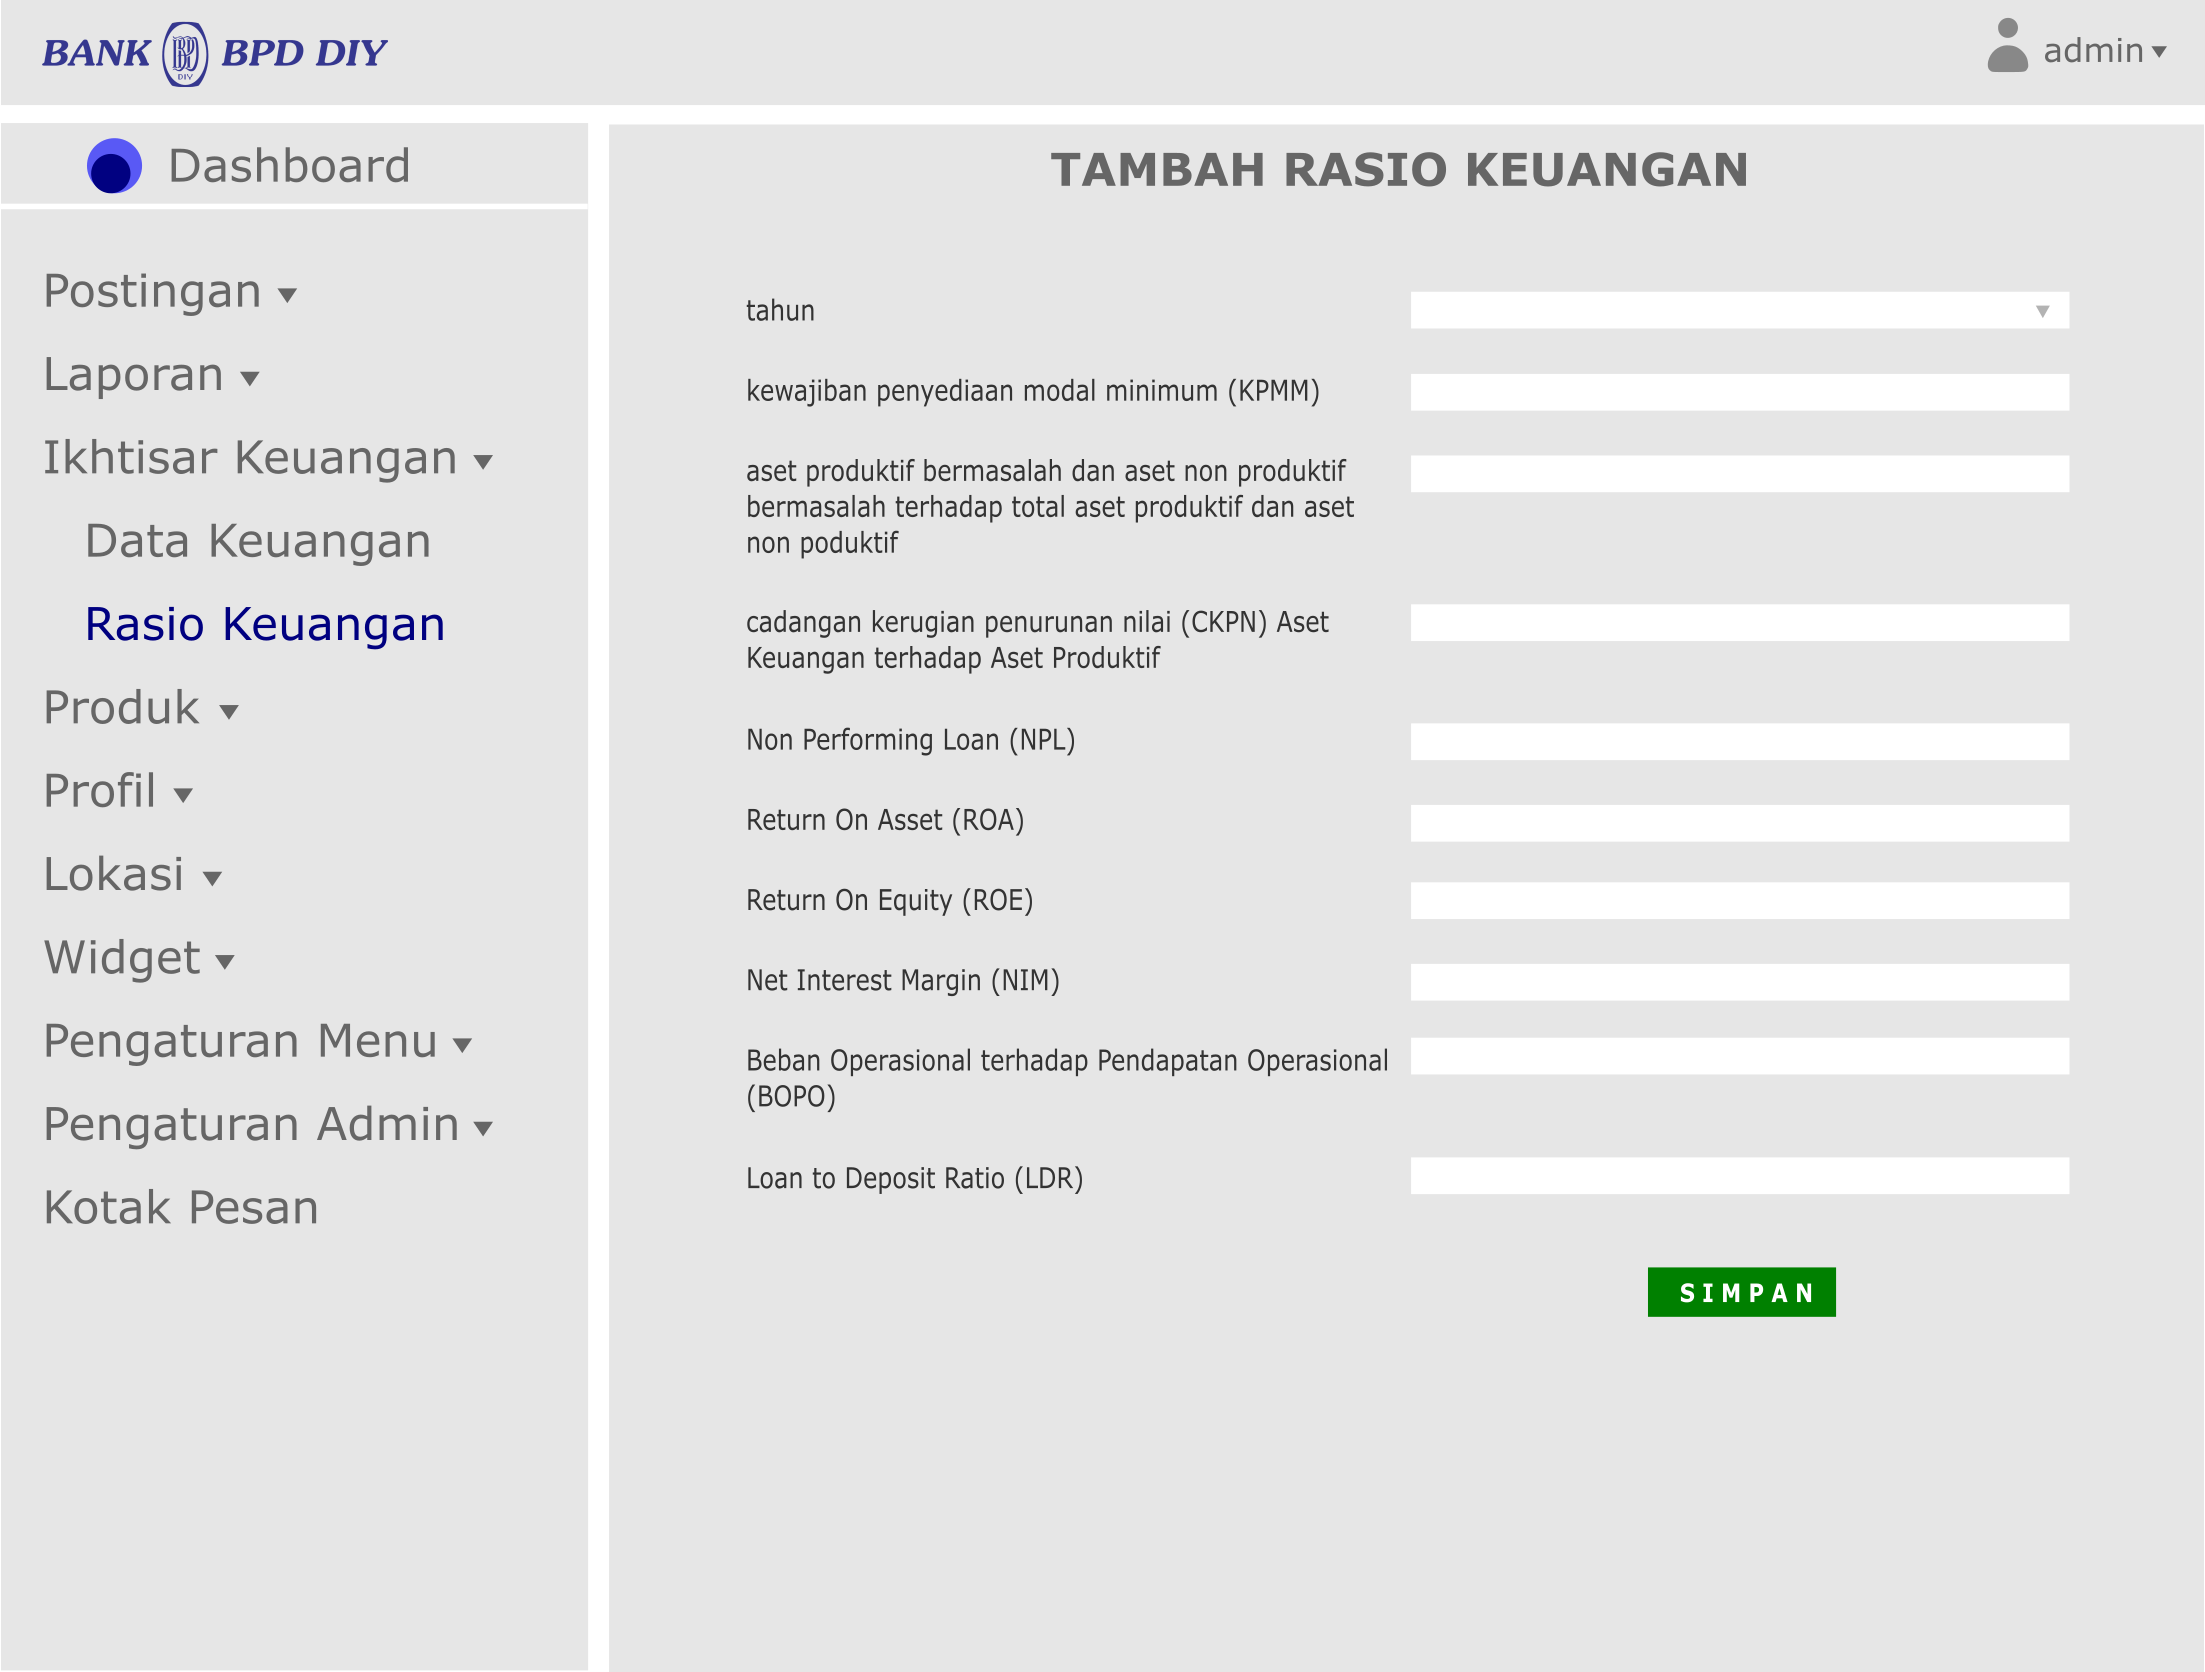 BANK BPD DIY BPD DIY
admin
Dashboard
Postingan
Laporan
Ikhtisar Keuangan
Data Keuangan
Rasio Keuangan
Produk
Profil
Lokasi
Widget
Pengaturan Menu
Pengaturan Admin
Kotak Pesan
TAMBAH RASIO KEUANGAN
tahun
kewajiban penyediaan modal minimum (KPMM)
aset produktif bermasalah dan aset non produktif
bermasalah terhadap total aset produktif dan aset
non poduktif
cadangan kerugian penurunan nilai (CKPN) Aset
Keuangan terhadap Aset Produktif
Non Performing Loan (NPL)
Return On Asset (ROA)
Return On Equity (ROE)
Net Interest Margin (NIM)
Beban Operasional terhadap Pendapatan Operasional
(BOPO)
Loan to Deposit Ratio (LDR)
SIMPAN